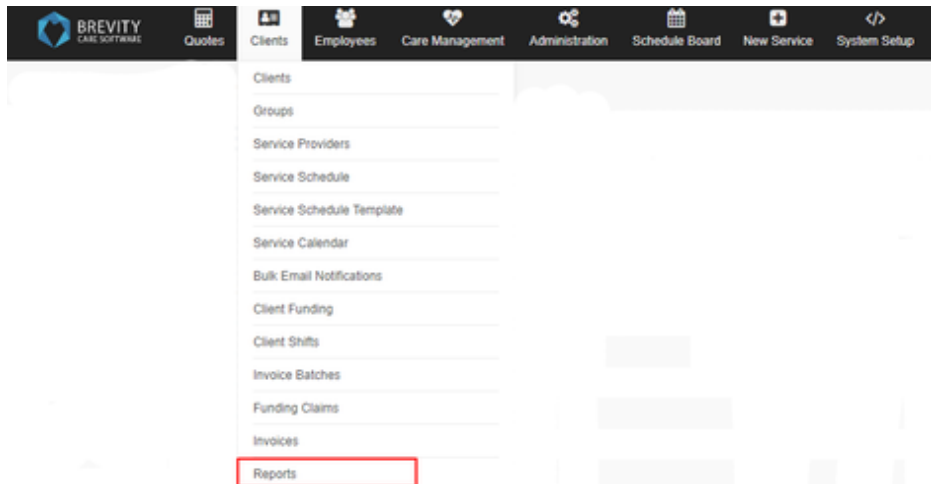 BREVITY
CARE SOFTWARE
Quotes
Clients
Employees
Care Management
Administration
Schedule Board
New Service
System Setup
Clients
Groups
Service Providers
Service Schedule
Service Schedule Template
Service Calendar
Bulk Email Notifications
Client Funding
Client Shifts
Invoice Batches
Funding Claims
Invoices
Reports